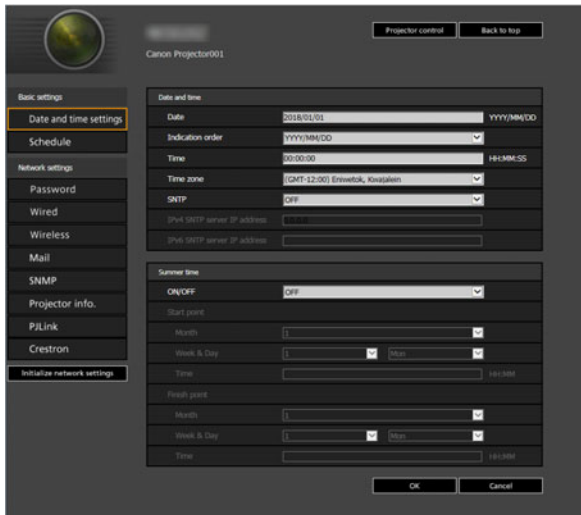 Projector control Back to top
Canon Projector001
Basic settings
Date and time settings
Schedule
Network settings
Password
Wired
Wireless
Mail
SNMP
Projector info.
PJLink
Crestron
Initialize network settings
Date and time
Date 2018/01/01 YYYY/MM/DD
Indication order YYYY/MM/DD
Time 00:00:00 HH:MM:SS
Time zone (GMT-12:00) Eniwetok, Kwajalein
SNTP OFF
IPv4 SNTP server IP address
IPv6 SNTP server IP address
Summer time
ON/OFF OFF
Start point
Month 1
Week & Day 1 Mon
Time HH:MM
Finish point
Month 1
Week & Day 1 Mon
Time HH:MM
OK Cancel